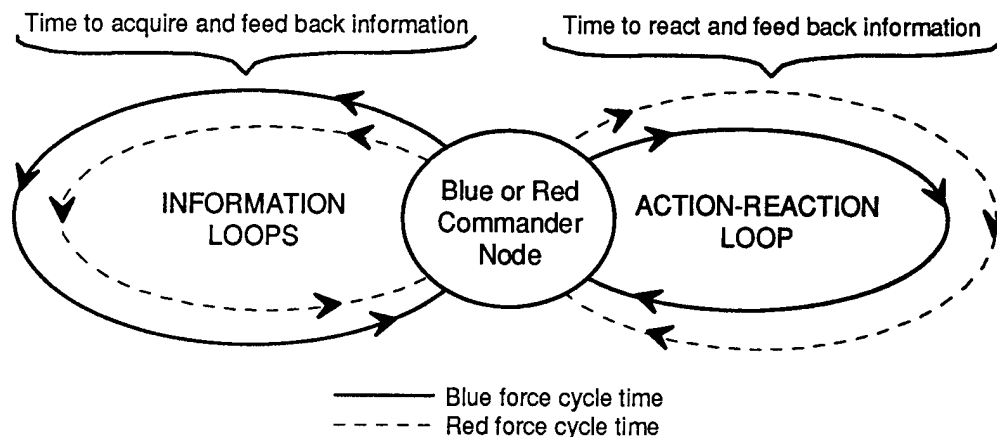 Time to acquire and feed back information
Time to react and feed back information
INFORMATION
LOOPS
Blue or Red
Commander
Node
ACTION-REACTION
LOOP
Blue force cycle time
Red force cycle time